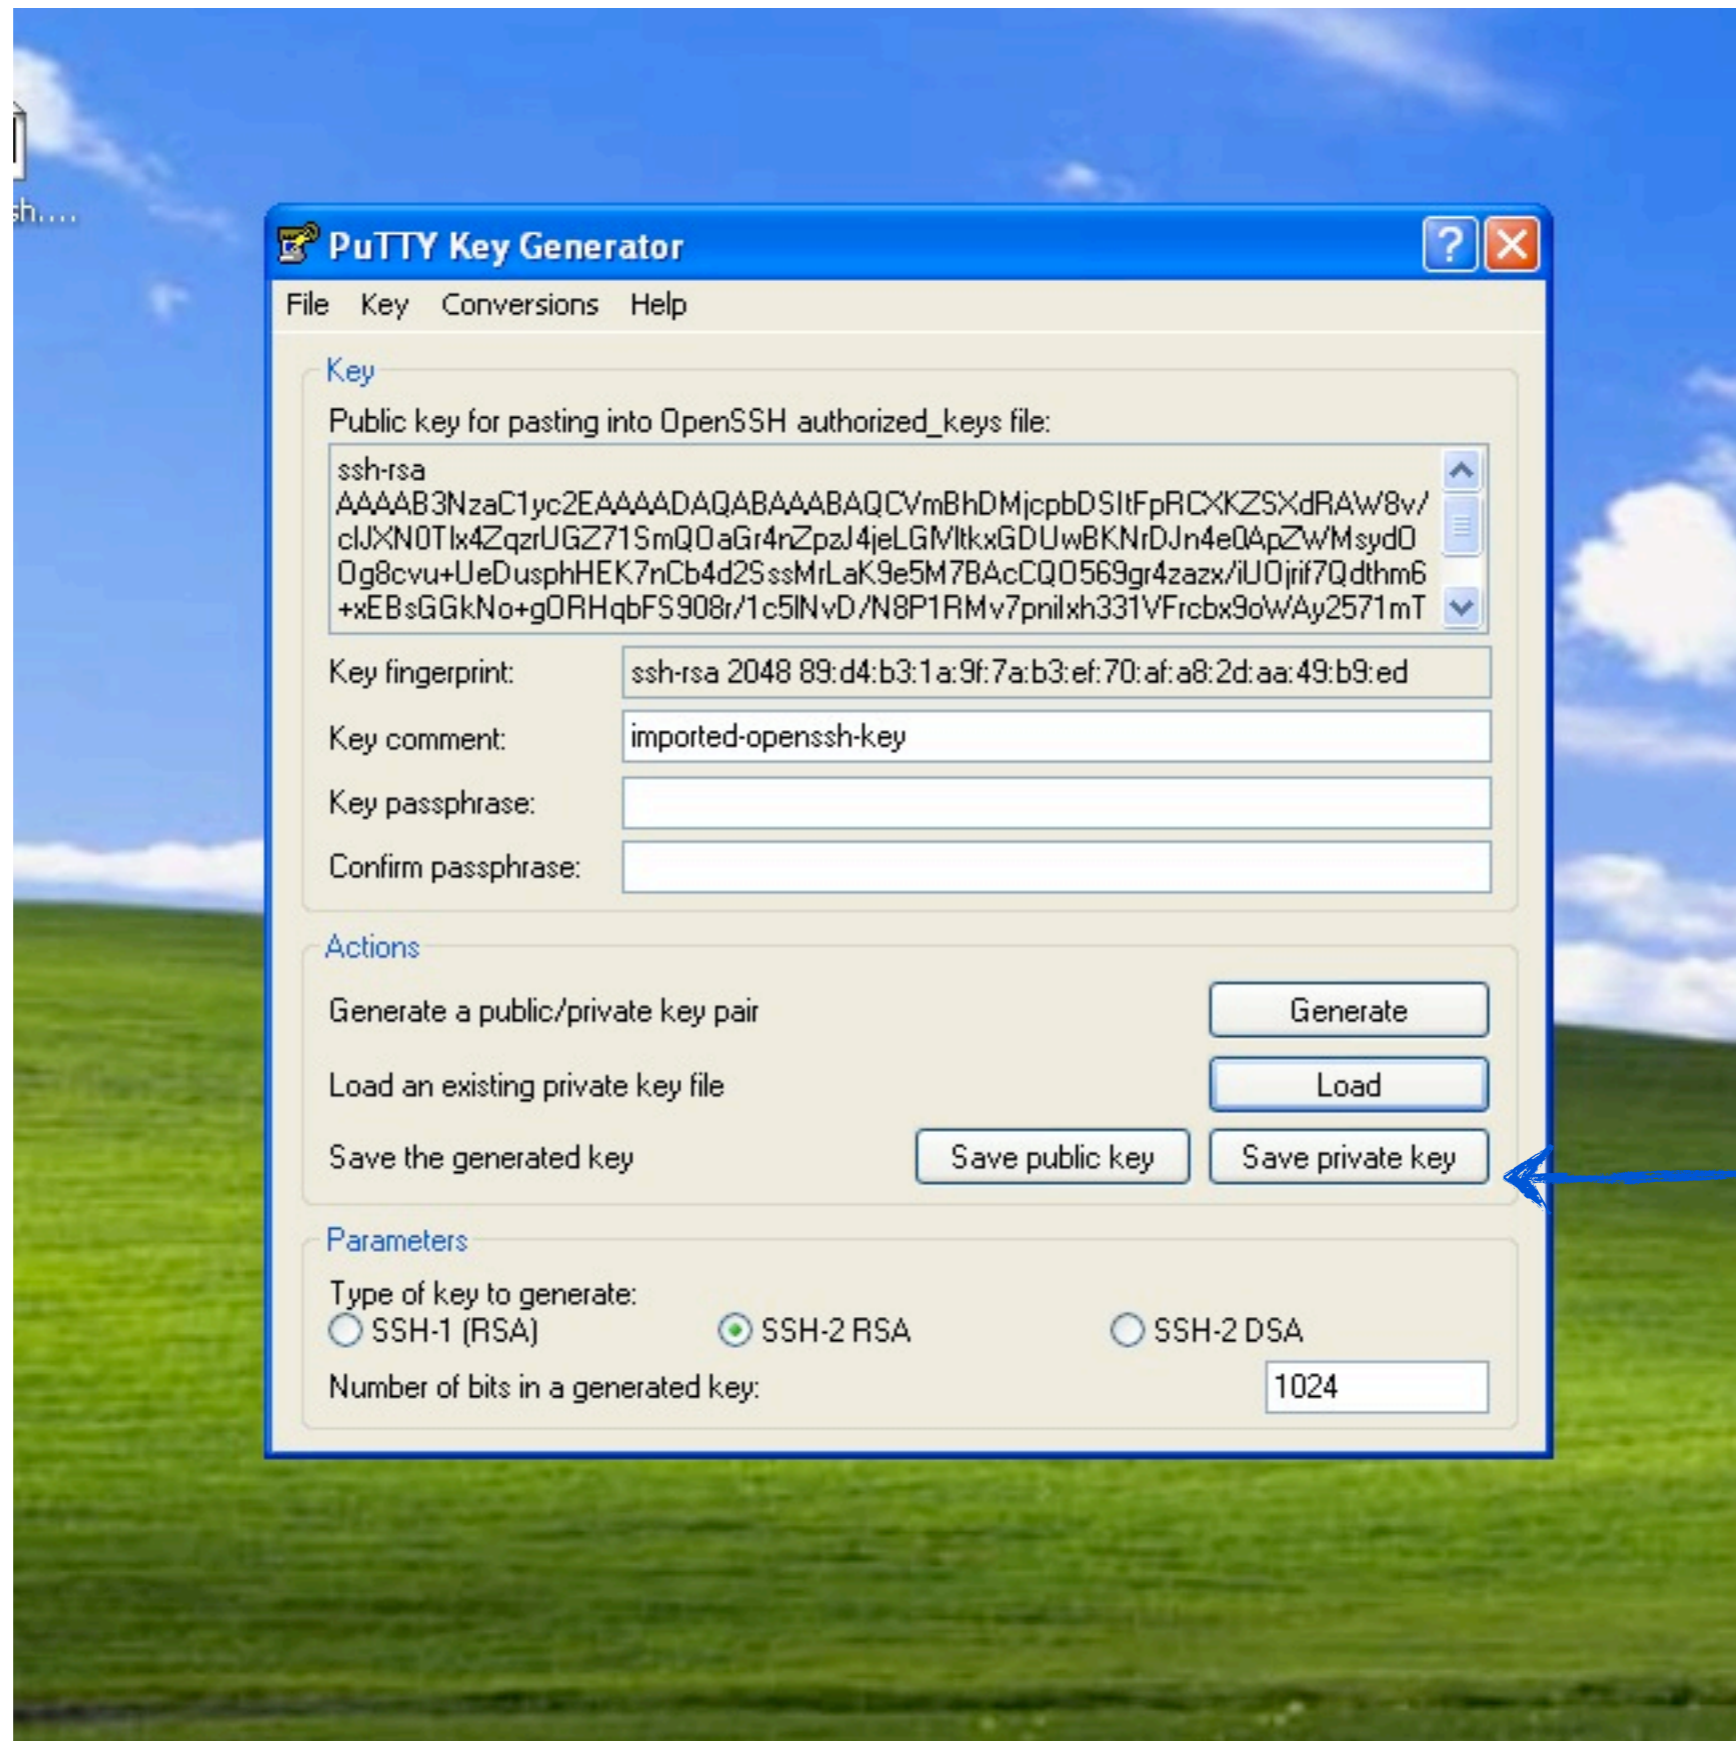 sh....
PuTTY Key Generator
File Key Conversions Help
Key
Public key for pasting into OpenSSH authorized_keys file:
ssh-rsa
AAAAB3NzaC1yc2EAAAADAQABAAABAQCVmBhDMjcpbDSItFpRCXKZSXdRAW8v/
cIJXN0TIx4ZqzrUGZ71SmQOaGr4nZpzJ4jeLGIVltkxGDUwBKNrDJn4e0ApZWMsydO
Og8cvu+UeDusphHEK7nCb4d2SssMrLaK9e5M7BAcCQO569gr4zazx/iUOjrif7Qdthm6
+xEBsGGkNo+gORHqbFS908r/1c5lNvD/N8P1RMv7pnilxh331VFrcbx9oWAy2571mT
Key fingerprint: ssh-rsa 2048 89:d4:b3:1a:9f:7a:b3:ef:70:af:a8:2d:aa:49:b9:ed
Key comment: imported-openssh-key
Key passphrase:
Confirm passphrase:
Actions
Generate a public/private key pair Generate
Load an existing private key file Load
Save the generated key Save public key Save private key
Parameters
Type of key to generate:
SSH-1 (RSA) SSH-2 RSA SSH-2 DSA
Number of bits in a generated key: 1024